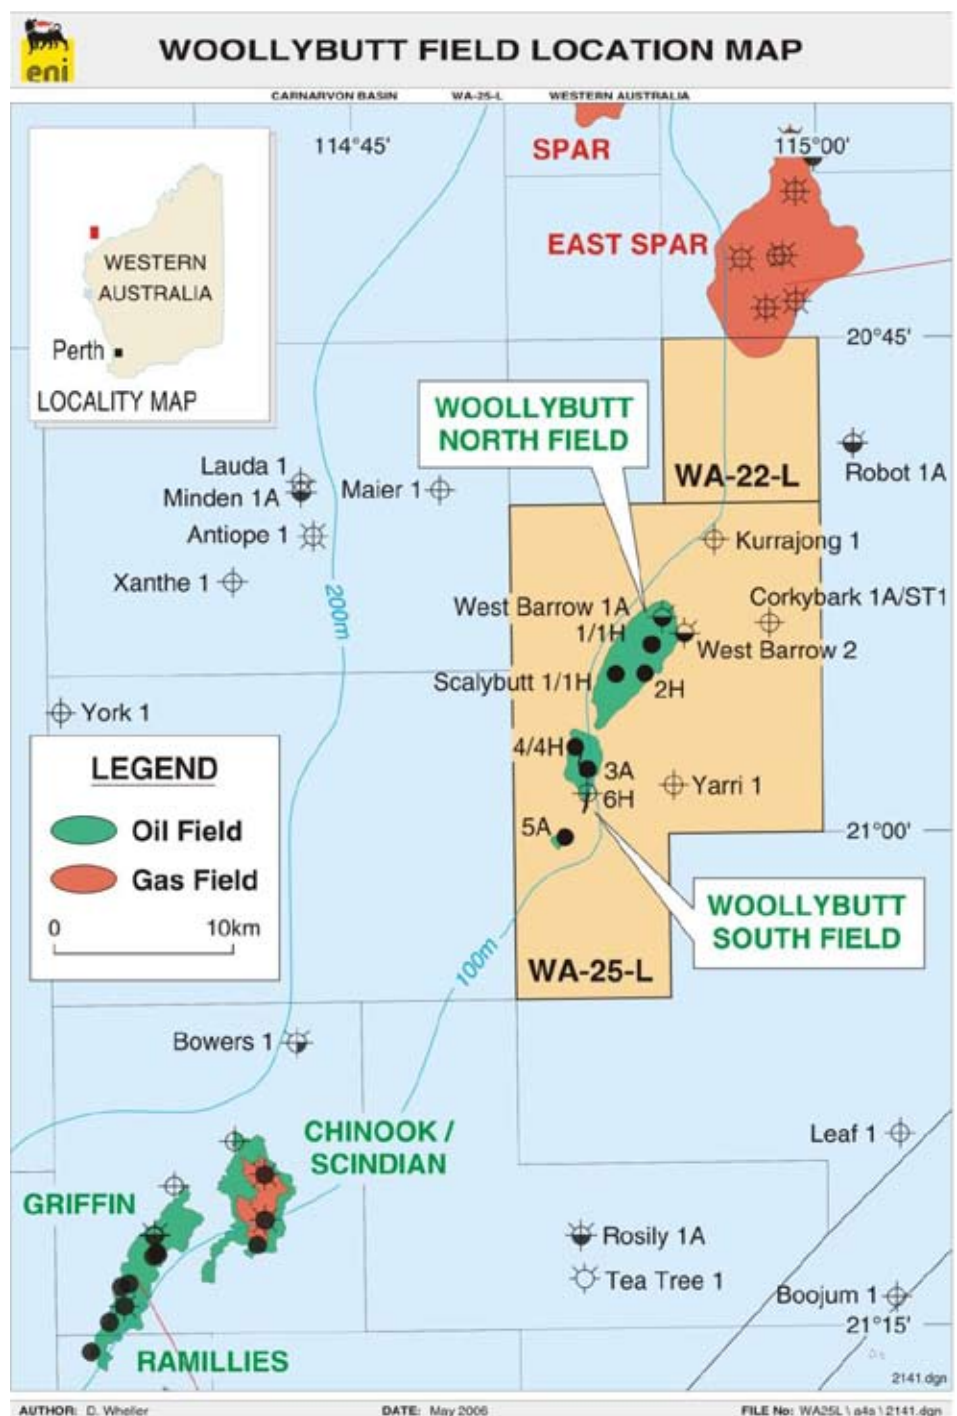 eni
WOOLLYBUTT FIELD LOCATION MAP
CARNARVON BASIN WA-25-L WESTERN AUSTRALIA
114°45'
SPAR
115°00'
EAST SPAR
WESTERN
AUSTRALIA
Perth
LOCALITY MAP
20°45'
WOOLLYBUTT
NORTH FIELD
WA-22-L
Robot 1A
Lauda 1
Minden 1A
Maier 1
Antiope 1
Kurrajong 1
Xanthe 1
200m
West Barrow 1A
Corkybark 1A/ST1
1/1H
West Barrow 2
Scalybutt 1/1H
2H
York 1
4/4H
3A
Yarri 1
6H
5A
21°00'
LEGEND
Oil Field
Gas Field
0 10km
WOOLLYBUTT
SOUTH FIELD
100m
WA-25-L
Bowers 1
CHINOOK /
SCINDIAN
Leaf 1
GRIFFIN
Rosily 1A
Tea Tree 1
Boojum 1
21°15'
RAMILLIES
2141.dgn
AUTHOR: D. Wheller DATE: May 2006 FILE No: WA25L \ a4s \ 2141.dgn